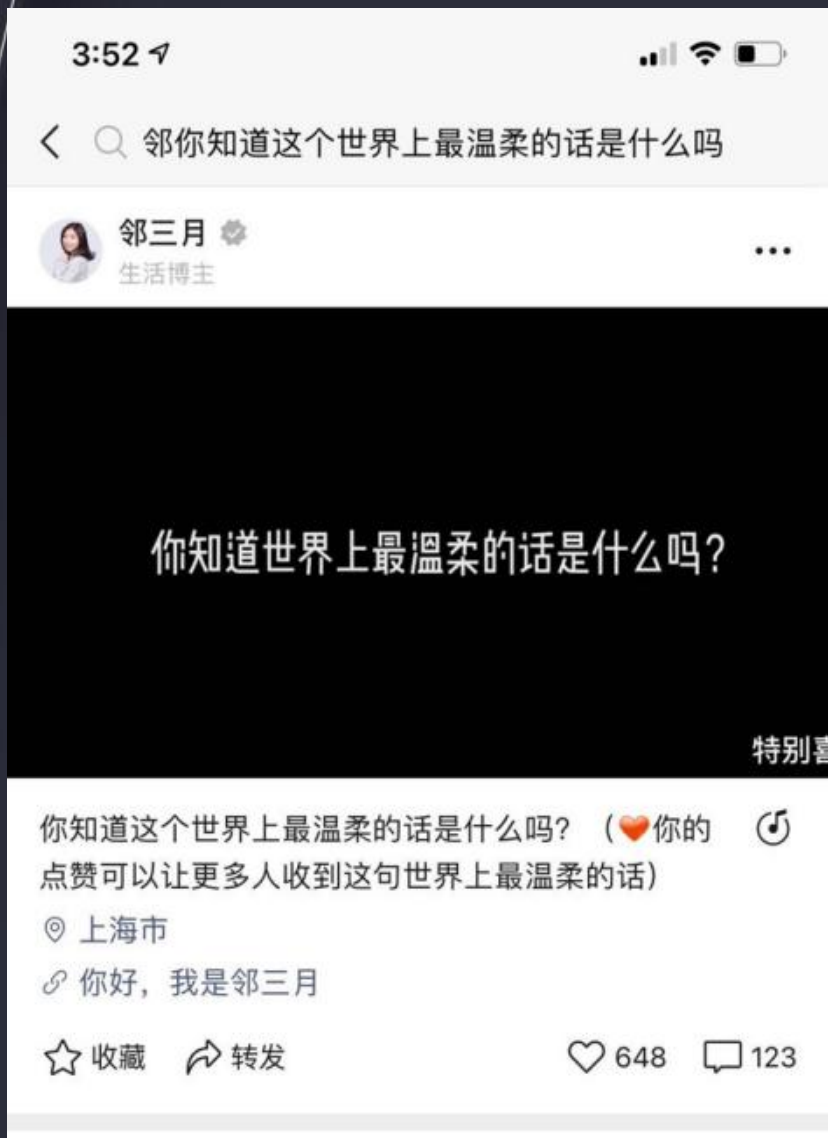 3:52
邻你知道这个世界上最温柔的话是什么吗
邻三月
生活博主
你知道世界上最温柔的话是什么吗?
特别喜
你知道这个世界上最温柔的话是什么吗？（❤️你的
点赞可以让更多人收到这句世界上最温柔的话）
上海市
你好，我是邻三月
收藏 转发 648 123